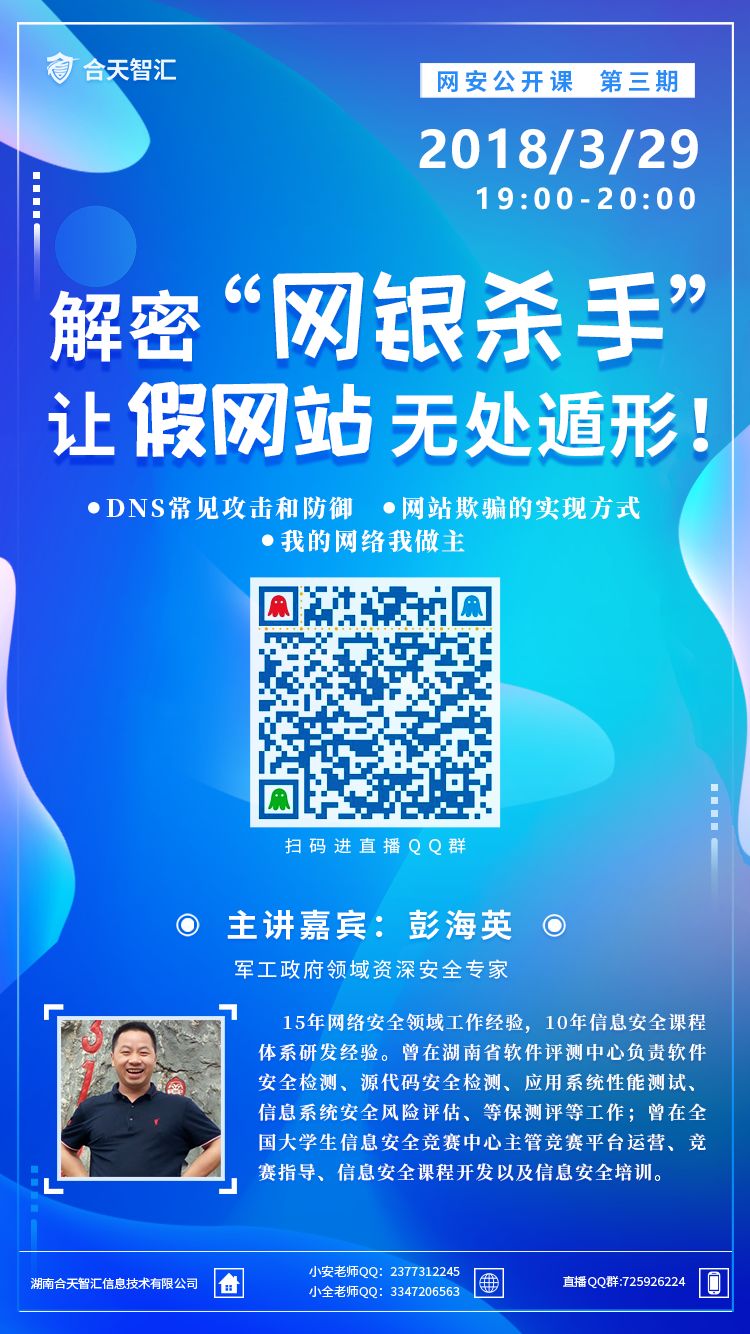 合天智汇
网安公开课 第三期
2018/3/29
19:00-20:00
解密“网银杀手”
让假网站无处遁形！
•DNS常见攻击和防御 •网站欺骗的实现方式
•我的网络我做主
扫码进直播QQ群
主讲嘉宾：彭海英
军工政府领域资深安全专家
15年网络安全领域工作经验，10年信息安全课程
体系研发经验。曾在湖南省软件评测中心负责软件
安全检测、源代码安全检测、应用系统性能测试、
信息系统安全风险评估、等保测评等工作；曾在全
国大学生信息安全竞赛中心主管竞赛平台运营、竞
赛指导、信息安全课程开发以及信息安全培训。
湖南合天智汇信息技术有限公司
小安老师QQ：2377312245
小全老师QQ：3347206563
直播QQ群:725926224